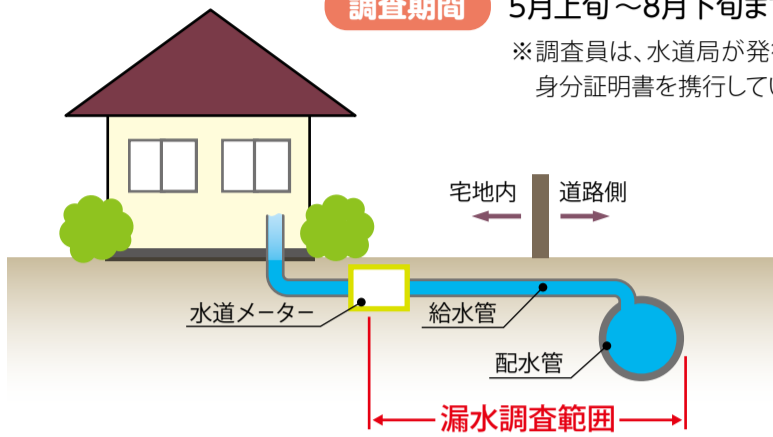 調査期間 5月上旬～8月下旬ま
※調査員は、水道局が発
身分証明書を携行してい
宅地内 道路側
水道メーター
給水管
配水管
漏水調査範囲